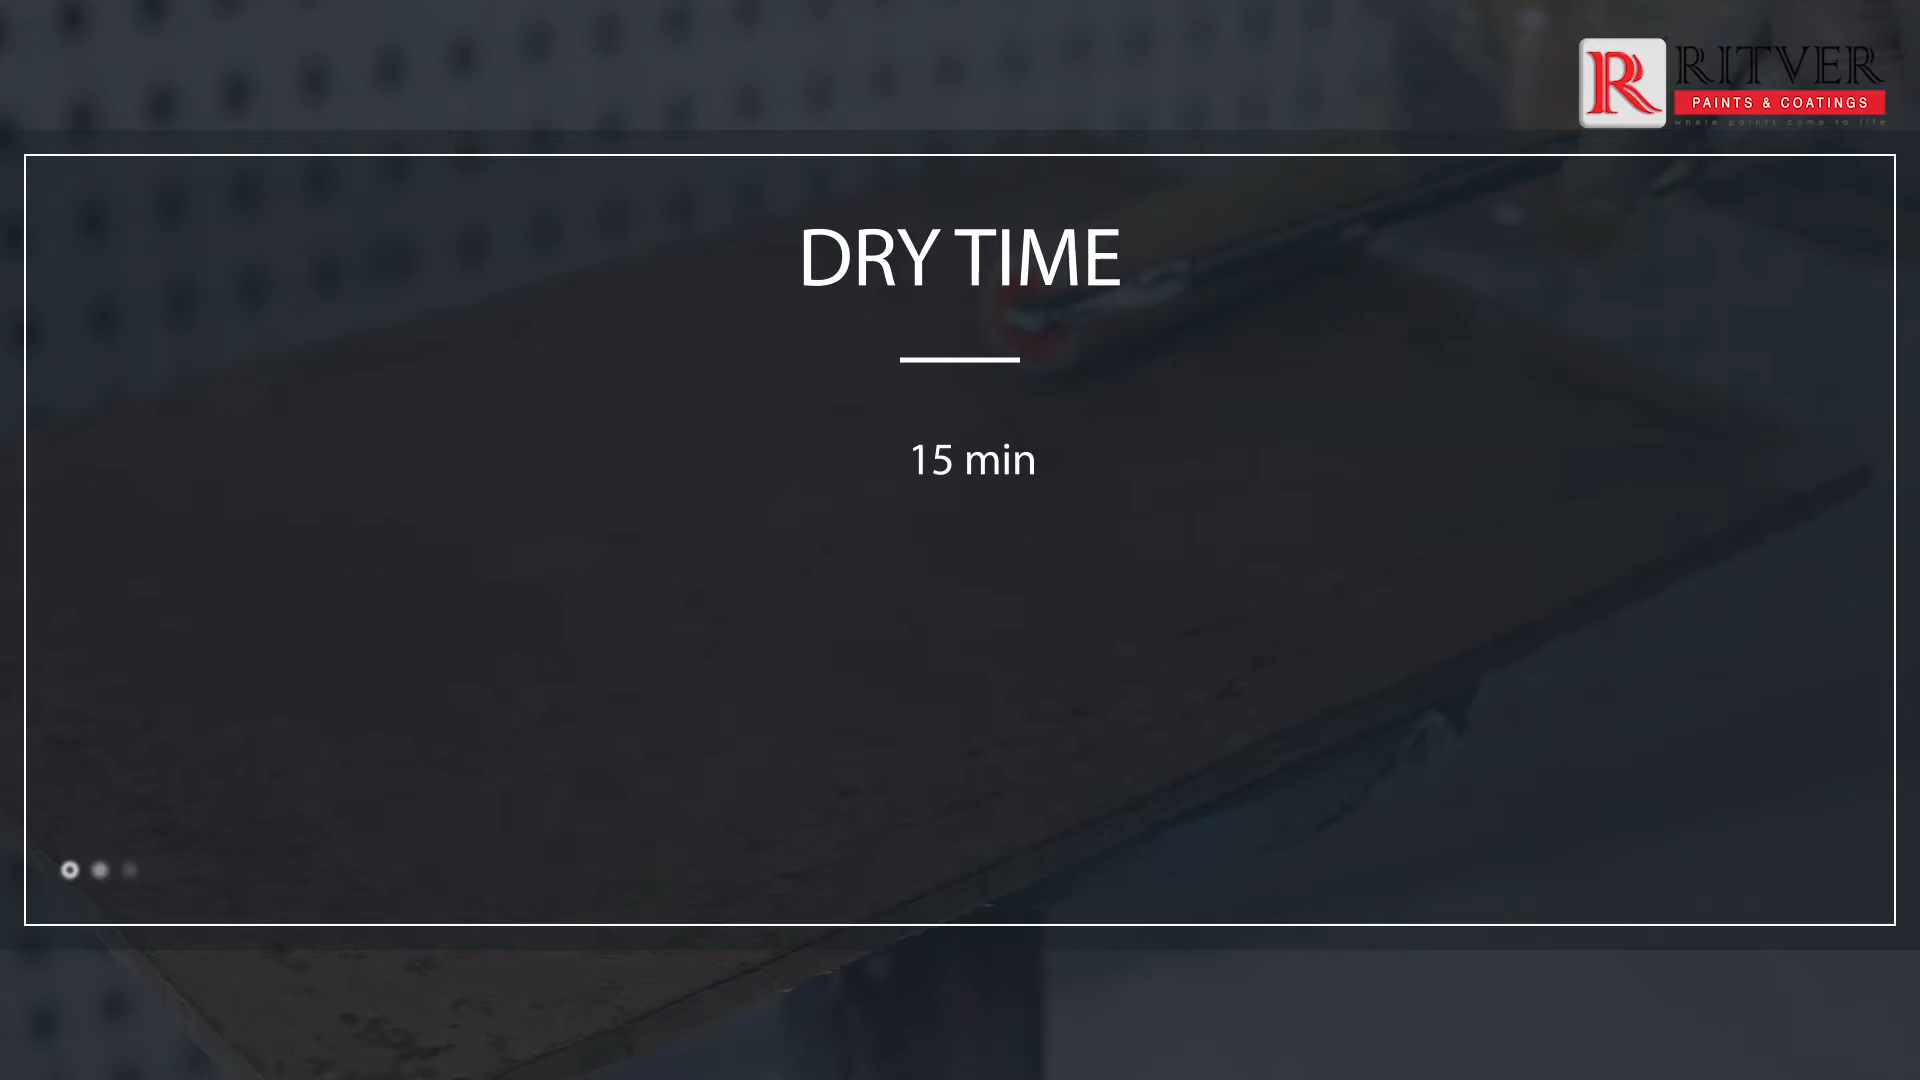 RITVER
PAINTS & COATINGS
where paints come to life
DRY TIME
15 min